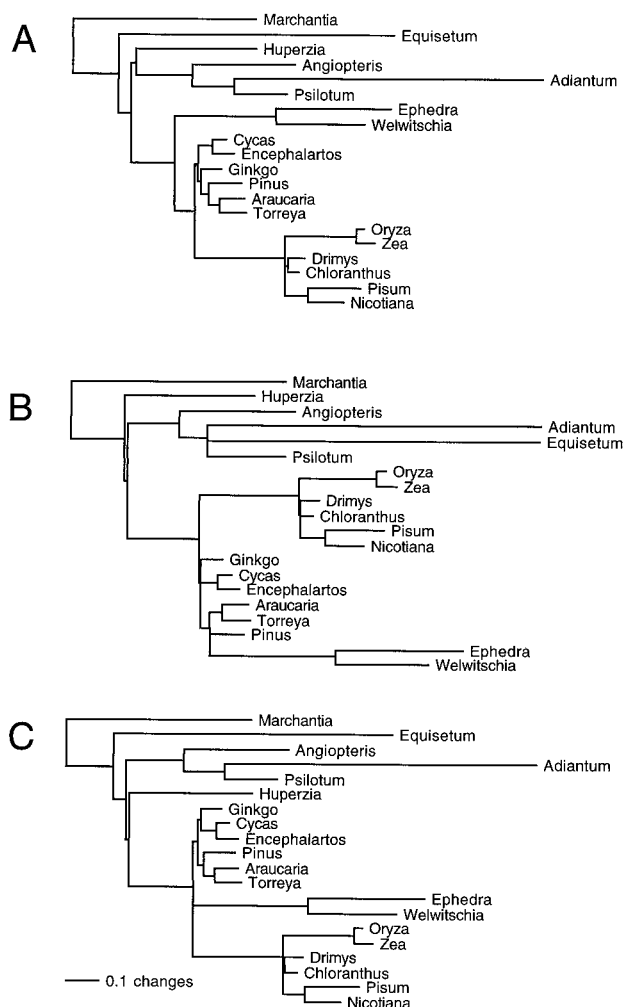 A
Marchantia
Equisetum
Huperzia
Angiopteris
Adiantum
Psilotum
Ephedra
Welwitschia
Cycas
Encephalartos
Ginkgo
Pinus
Araucaria
Torreya
Oryza
Zea
Drimys
Chloranthus
Pisum
Nicotiana
B
Marchantia
Huperzia
Angiopteris
Adiantum
Equisetum
Psilotum
Oryza
Zea
Drimys
Chloranthus
Pisum
Nicotiana
Ginkgo
Cycas
Encephalartos
Araucaria
Torreya
Pinus
Ephedra
Welwitschia
C
Marchantia
Equisetum
Angiopteris
Adiantum
Psilotum
Huperzia
Ginkgo
Cycas
Encephalartos
Pinus
Araucaria
Torreya
Ephedra
Welwitschia
Oryza
Zea
Drimys
Chloranthus
Pisum
Nicotiana
0.1 changes